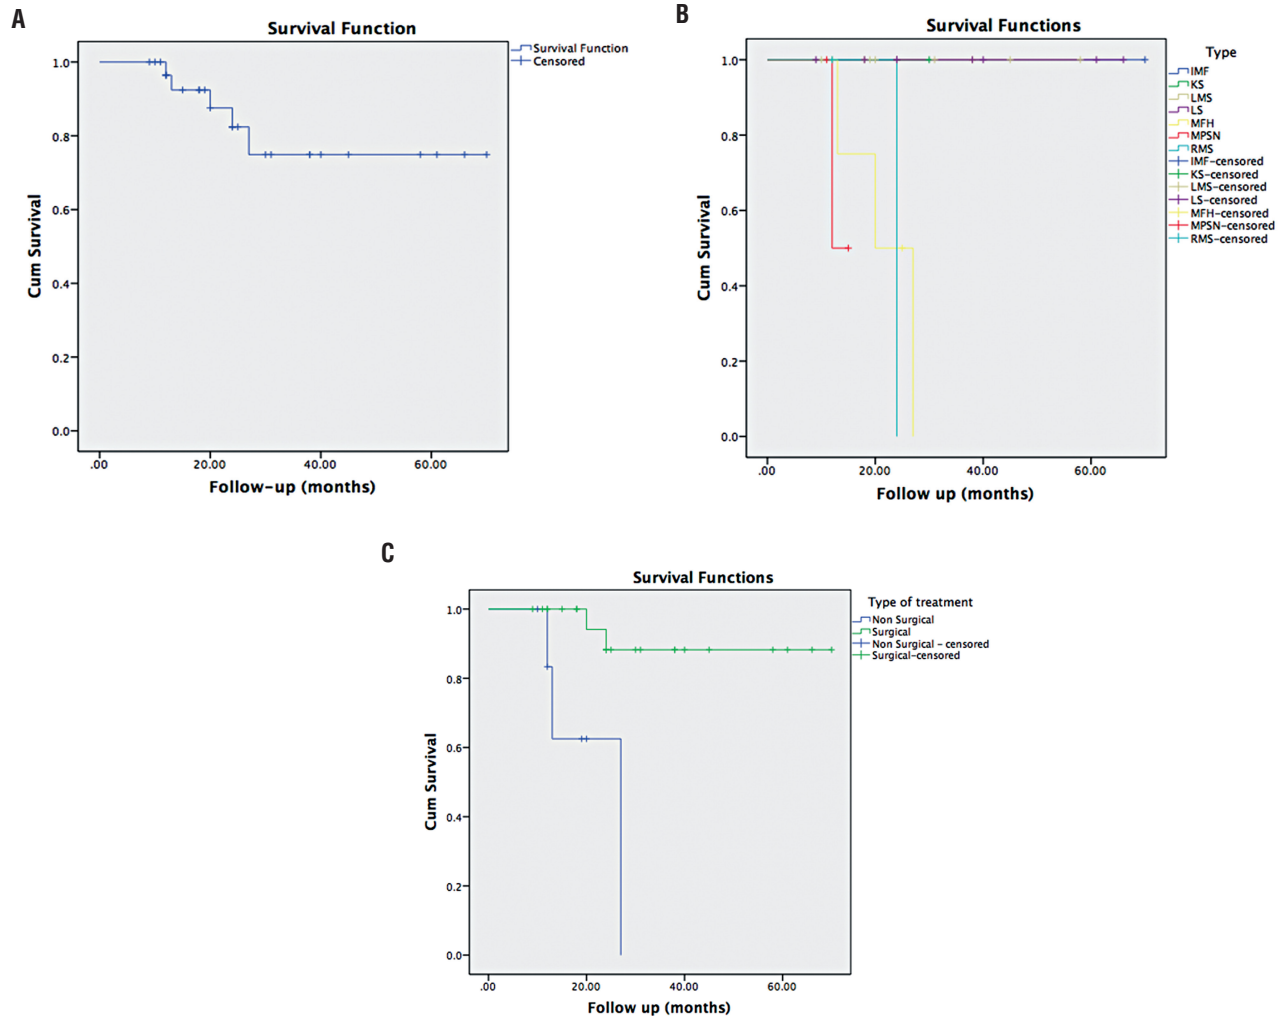 A
Survival Function
Survival Function
Censored
Cum Survival
1.0
0.8
0.6
0.4
0.2
0.0
.00 20.00 40.00 60.00
Follow-up (months)
B
Survival Functions
Type
IMF
KS
LMS
LS
MFH
MPSN
RMS
IMF-censored
KS-censored
LMS-censored
LS-censored
MFH-censored
MPSN-censored
RMS-censored
Cum Survival
1.0
0.8
0.6
0.4
0.2
0.0
.00 20.00 40.00 60.00
Follow up (months)
C
Survival Functions
Type of treatment
Non Surgical
Surgical
Non Surgical - censored
Surgical-censored
Cum Survival
1.0
0.8
0.6
0.4
0.2
0.0
.00 20.00 40.00 60.00
Follow up (months)